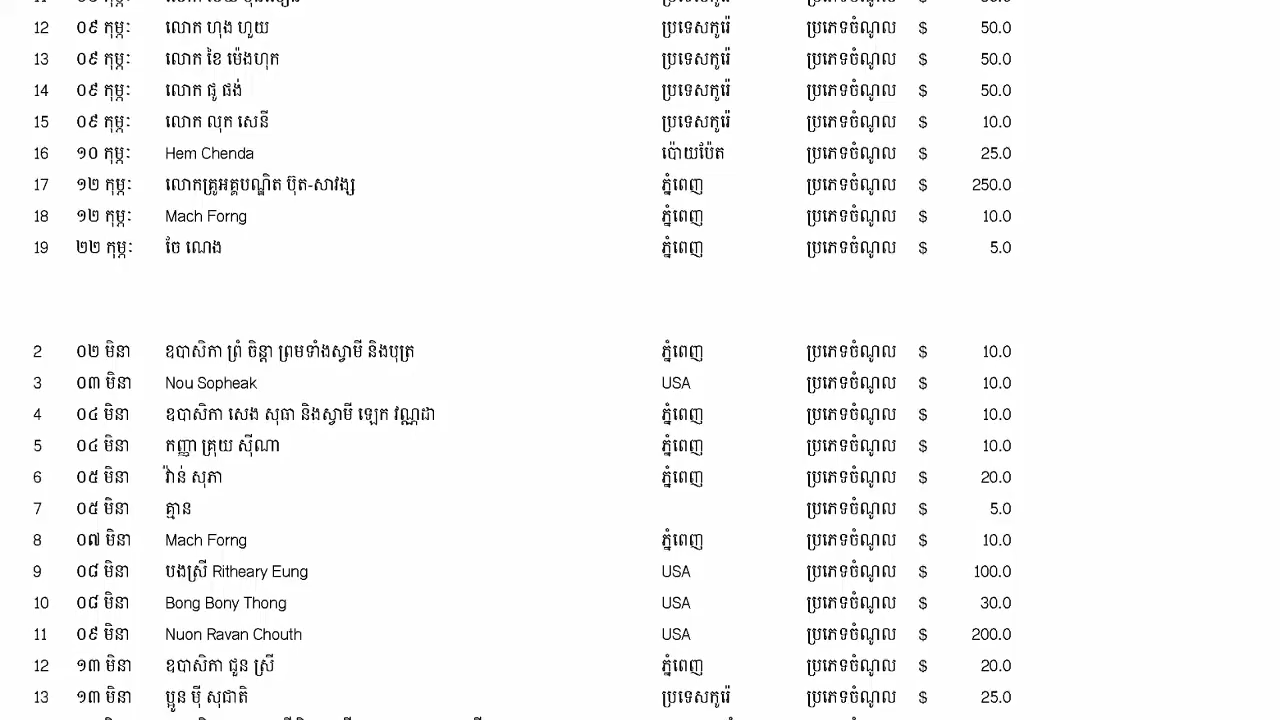 12 ០៩ កុម្ភៈ លោក ហុង ហួយ ប្រទេសកូរ៉េ ប្រភេទចំណូល $ 50.0
13 ០៩ កុម្ភៈ លោក ខៃ ម៉េងហុក ប្រទេសកូរ៉េ ប្រភេទចំណូល $ 50.0
14 ០៩ កុម្ភៈ លោក ជូ ផង់ ប្រទេសកូរ៉េ ប្រភេទចំណូល $ 50.0
15 ០៩ កុម្ភៈ លោក លុក សេនី ប្រទេសកូរ៉េ ប្រភេទចំណូល $ 10.0
16 ១០ កុម្ភៈ Hem Chenda ប៉ោយប៉ែត ប្រភេទចំណូល $ 25.0
17 ១២ កុម្ភៈ លោកគ្រូអគ្គបណ្ឌិត ប៊ុត-សាវង្ស ភ្នំពេញ ប្រភេទចំណូល $ 250.0
18 ១២ កុម្ភៈ Mach Forng ភ្នំពេញ ប្រភេទចំណូល $ 10.0
19 ២២ កុម្ភៈ ចែ ណេង ភ្នំពេញ ប្រភេទចំណូល $ 5.0
2 ០២ មិនា ឧបាសិកា ព្រំ ចិន្តា ព្រមទាំងស្វាមី និងបុត្រ ភ្នំពេញ ប្រភេទចំណូល $ 10.0
3 ០៣ មិនា Nou Sopheak USA ប្រភេទចំណូល $ 10.0
4 ០៤ មិនា ឧបាសិកា សេង សុធា និងស្វាមី ឡេក វណ្ណដា ភ្នំពេញ ប្រភេទចំណូល $ 10.0
5 ០៤ មិនា កញ្ញា គ្រុយ ស៊ីណា ភ្នំពេញ ប្រភេទចំណូល $ 10.0
6 ០៥ មិនា វ៉ាន់ សុភា ភ្នំពេញ ប្រភេទចំណូល $ 20.0
7 ០៥ មិនា គ្មាន ប្រភេទចំណូល $ 5.0
8 ០៧ មិនា Mach Forng ភ្នំពេញ ប្រភេទចំណូល $ 10.0
9 ០៨ មិនា បងស្រី Ritheary Eung USA ប្រភេទចំណូល $ 100.0
10 ០៨ មិនា Bong Bony Thong USA ប្រភេទចំណូល $ 30.0
11 ០៩ មិនា Nuon Ravan Chouth USA ប្រភេទចំណូល $ 200.0
12 ១៣ មិនា ឧបាសិកា ជួន ស្រី ភ្នំពេញ ប្រភេទចំណូល $ 20.0
13 ១៣ មិនា ប្អូន ម៉ី សុជាតិ ប្រទេសកូរ៉េ ប្រភេទចំណូល $ 25.0